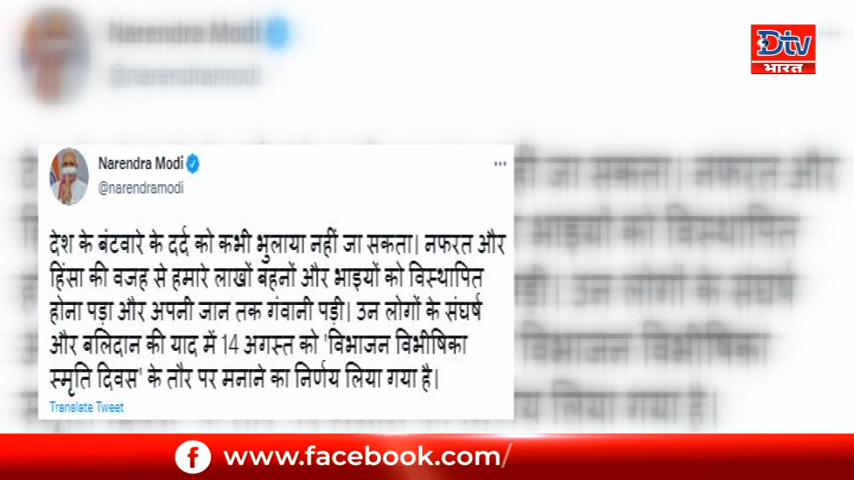 Narendra Modi
@narendramodi
Dtv
भारत
Narendra Modi
@narendramodi
देश के बंटवारे के दर्द को कभी भुलाया नहीं जा सकता। नफरत और
हिंसा की वजह से हमारे लाखों बहनों और भाइयों को विस्थापित
होना पड़ा और अपनी जान तक गंवानी पड़ी। उन लोगों के संघर्ष
और बलिदान की याद में 14 अगस्त को 'विभाजन विभीषिका
स्मृति दिवस' के तौर पर मनाने का निर्णय लिया गया है।
Translate Tweet
www.facebook.com/